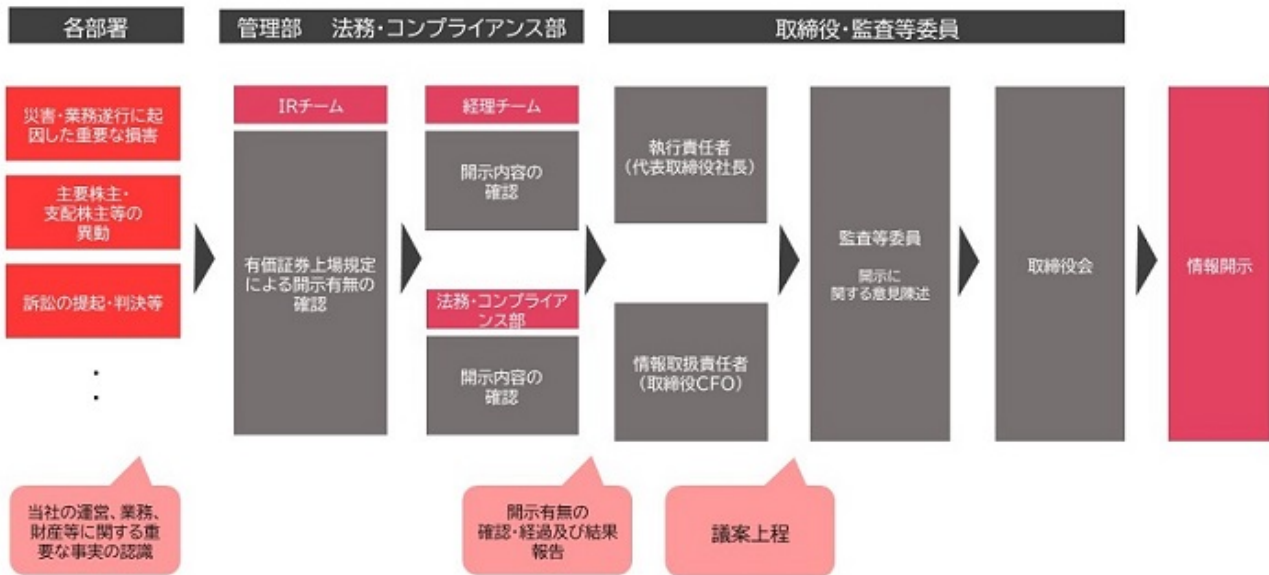 各部署
管理部　法務・コンプライアンス部
取締役・監査等委員
災害・業務遂行に起
因した重要な損害
主要株主・
支配株主等の
異動
訴訟の提起・判決等
・
・
IRチーム
有価証券上場規定
による開示有無の
確認
経理チーム
開示内容の
確認
法務・コンプライア
ンス部
開示内容の
確認
執行責任者
（代表取締役社長）
情報取扱責任者
（取締役CFO）
監査等委員
開示に
関する意見陳述
取締役会
情報開示
当社の運営、業務、
財産等に関する重
要な事実の認識
開示有無の
確認・経過及び結果
報告
議案上程